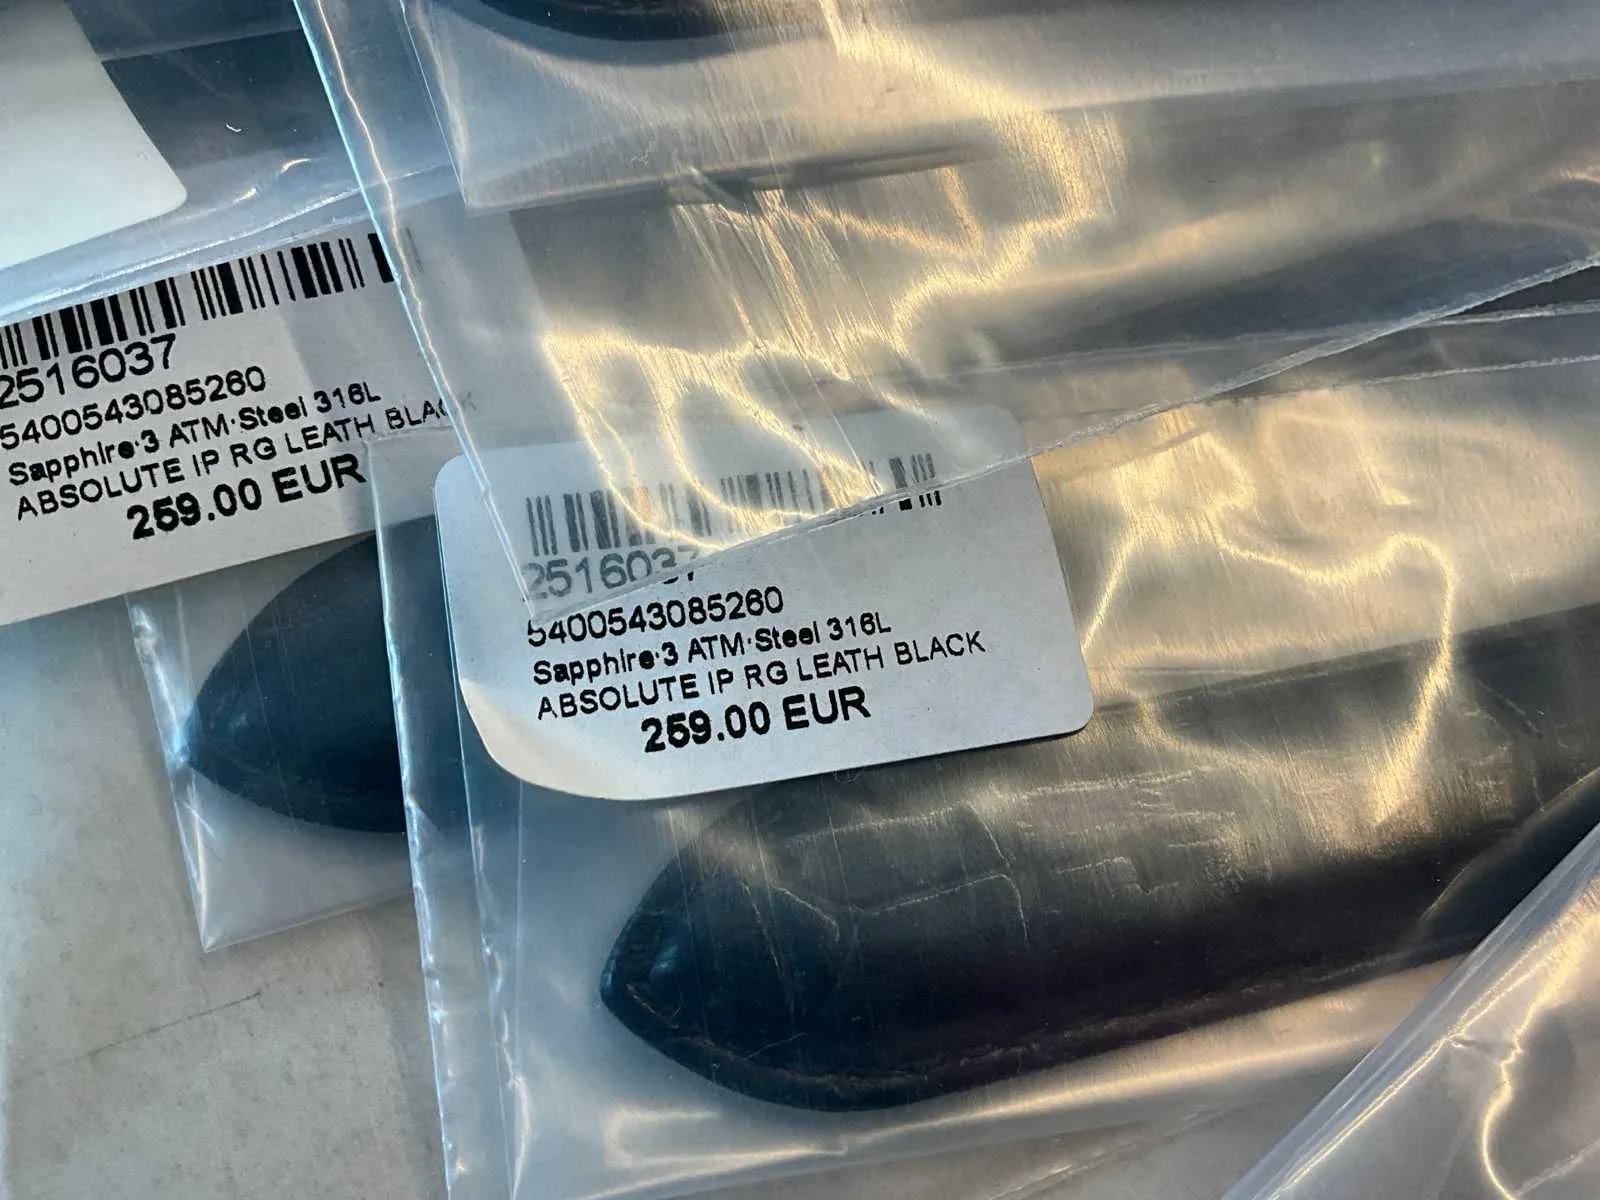 2516037
5400543085260
Sapphire·3 ATM·Steel 316L
ABSOLUTE IP RG LEATH BLACK
259.00 EUR
2516037
5400543085260
Sapphire·3 ATM·Steel 316L
ABSOLUTE IP RG LEATH BLACK
259.00 EUR